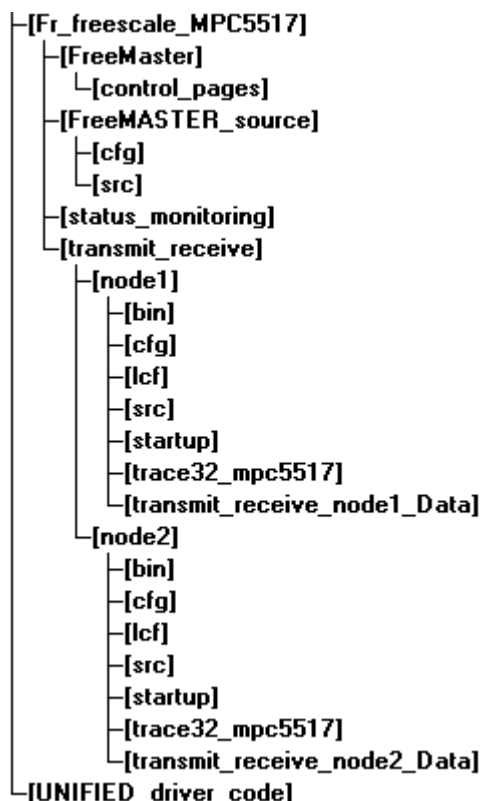 [Fr_freescale_MPC5517]
[FreeMaster]
[control_pages]
[FreeMASTER_source]
[cfg]
[src]
[status_monitoring]
[transmit_receive]
[node1]
[bin]
[cfg]
[lcf]
[src]
[startup]
[trace32_mpc5517]
[transmit_receive_node1_Data]
[node2]
[bin]
[cfg]
[lcf]
[src]
[startup]
[trace32_mpc5517]
[transmit_receive_node2_Data]
[UNIFIED_driver_code]